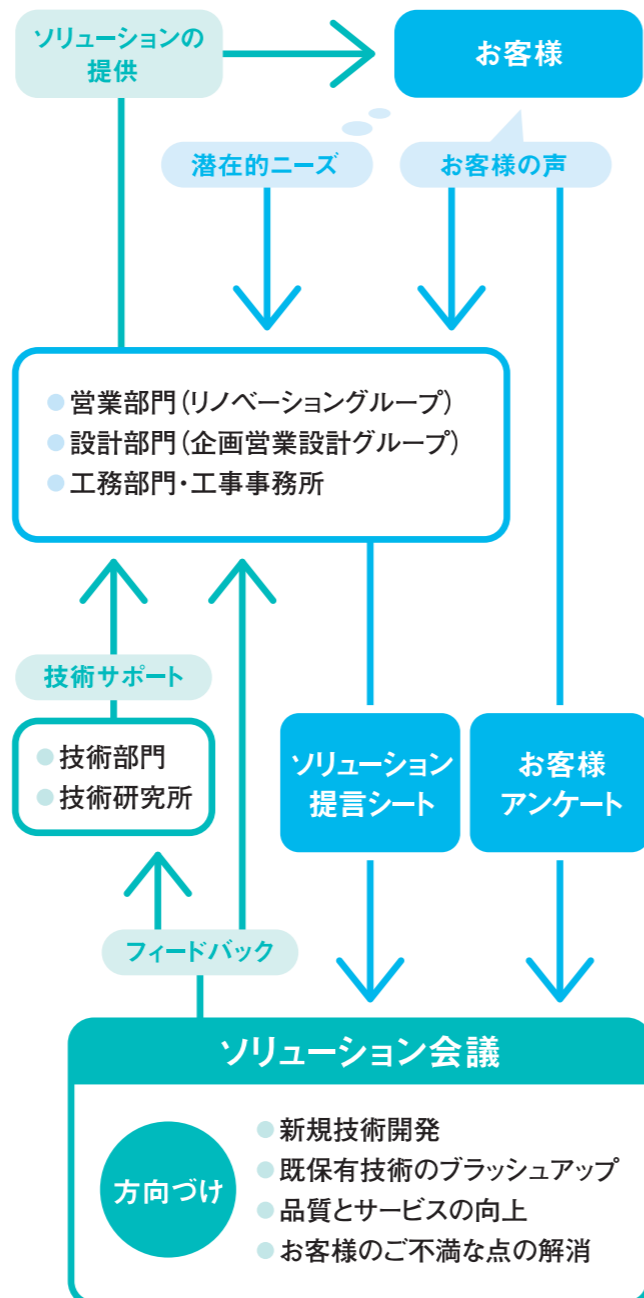 ソリューションの
提供
お客様
潜在的ニーズ
お客様の声
営業部門(リノベーショングループ)
設計部門(企画営業設計グループ)
工務部門・工事事務所
技術サポート
技術部門
技術研究所
ソリューション
提言シート
お客様
アンケート
フィードバック
ソリューション会議
方向づけ
新規技術開発
既保有技術のブラッシュアップ
品質とサービスの向上
お客様のご不満な点の解消